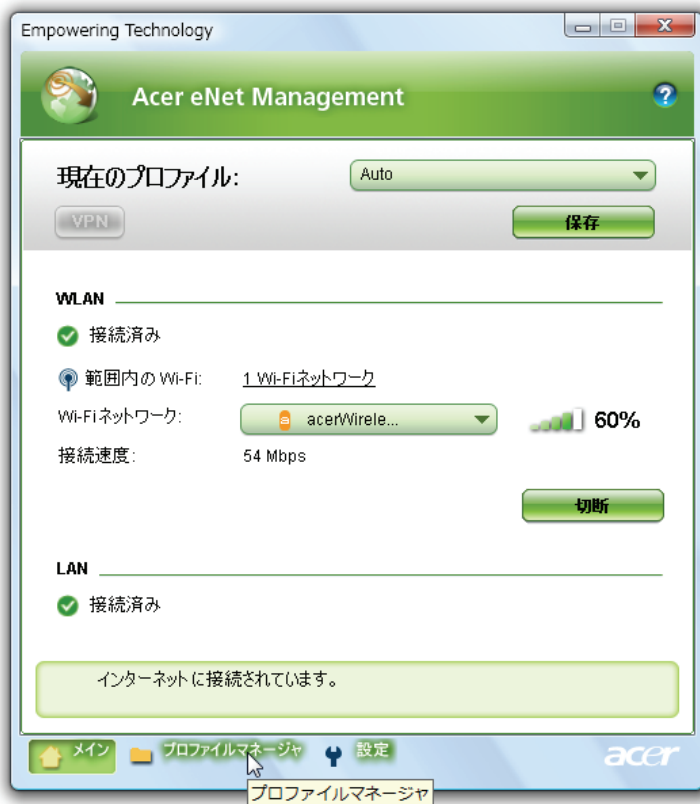 Empowering Technology
Acer eNet Management
現在のプロファイル: Auto
VPN 保存
WLAN
接続済み
範囲内の Wi-Fi: 1 Wi-Fiネットワーク
Wi-Fiネットワーク: a acerWirele... 60%
接続速度: 54 Mbps
切断
LAN
接続済み
インターネットに接続されています。
メイン プロファイルマネージャ 設定 acer
プロファイルマネージャ